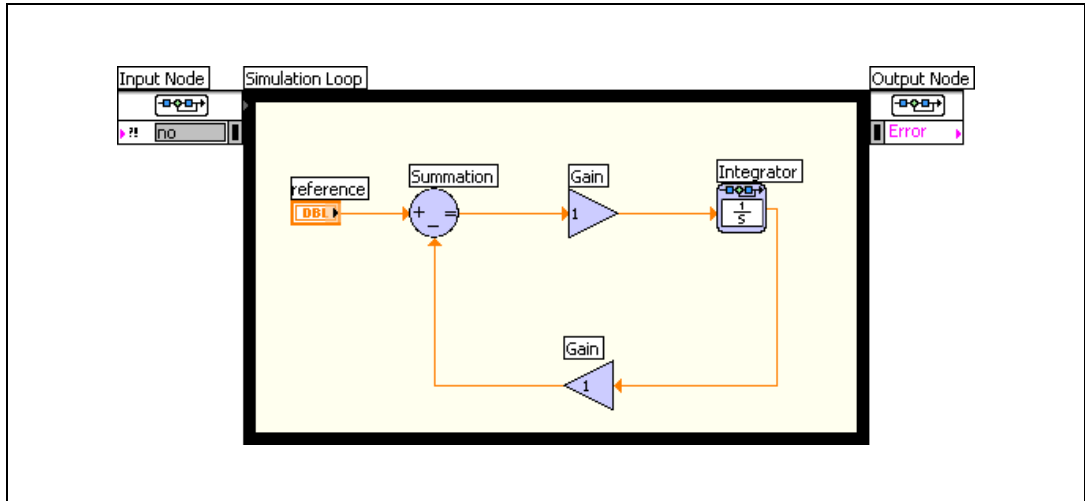 Input Node
Simulation Loop
Output Node
?! no
Error
reference
DBL
Summation
+ =
−
Gain
1
Integrator
1
s
Gain
1